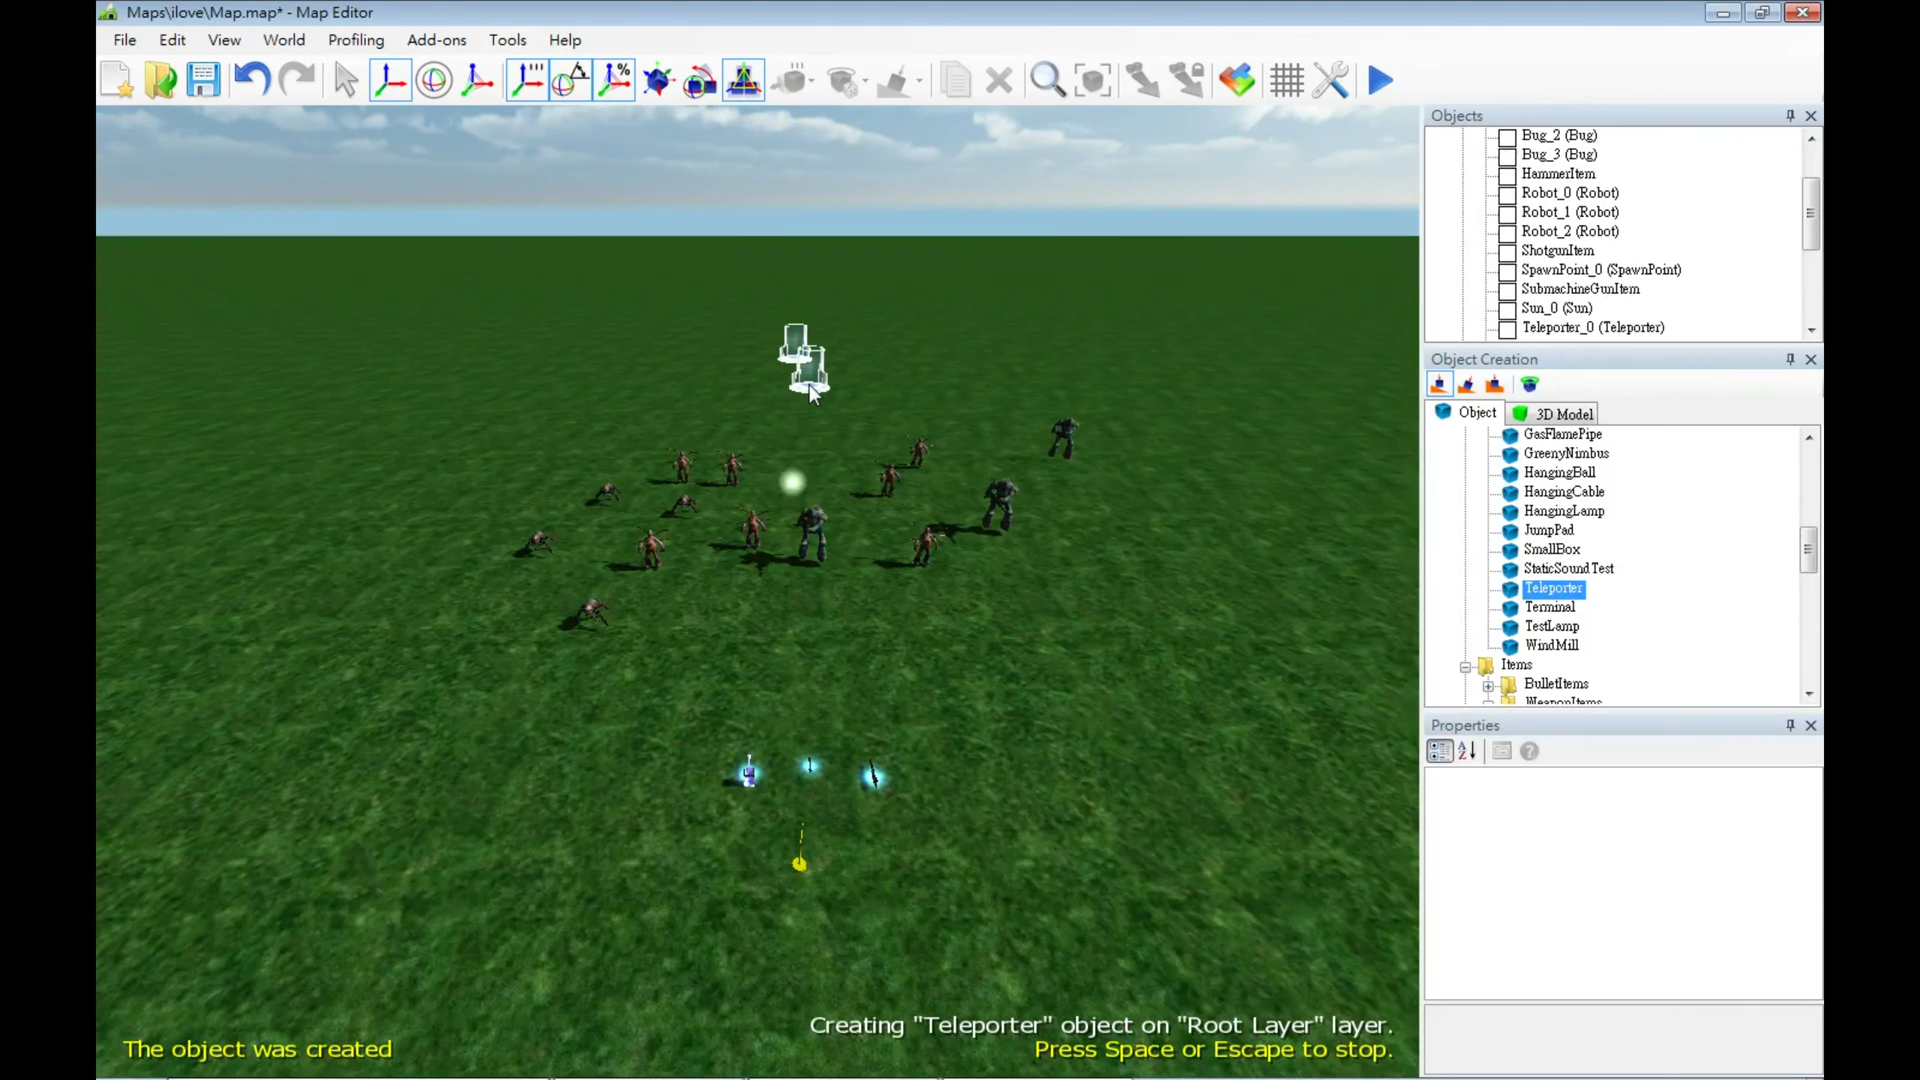 Maps\ilove\Map.map* - Map Editor
File Edit View World Profiling Add-ons Tools Help
Objects
Bug_2 (Bug)
Bug_3 (Bug)
HammerItem
Robot_0 (Robot)
Robot_1 (Robot)
Robot_2 (Robot)
ShotgunItem
SpawnPoint_0 (SpawnPoint)
SubmachineGunItem
Sun_0 (Sun)
Teleporter_0 (Teleporter)
Object Creation
Object 3D Model
GasFlamePipe
GreenyNimbus
HangingBall
HangingCable
HangingLamp
JumpPad
SmallBox
StaticSoundTest
Teleporter
Terminal
TestLamp
WindMill
Items
BulletItems
WeaponItems
Properties
Creating "Teleporter" object on "Root Layer" layer.
The object was created
Press Space or Escape to stop.